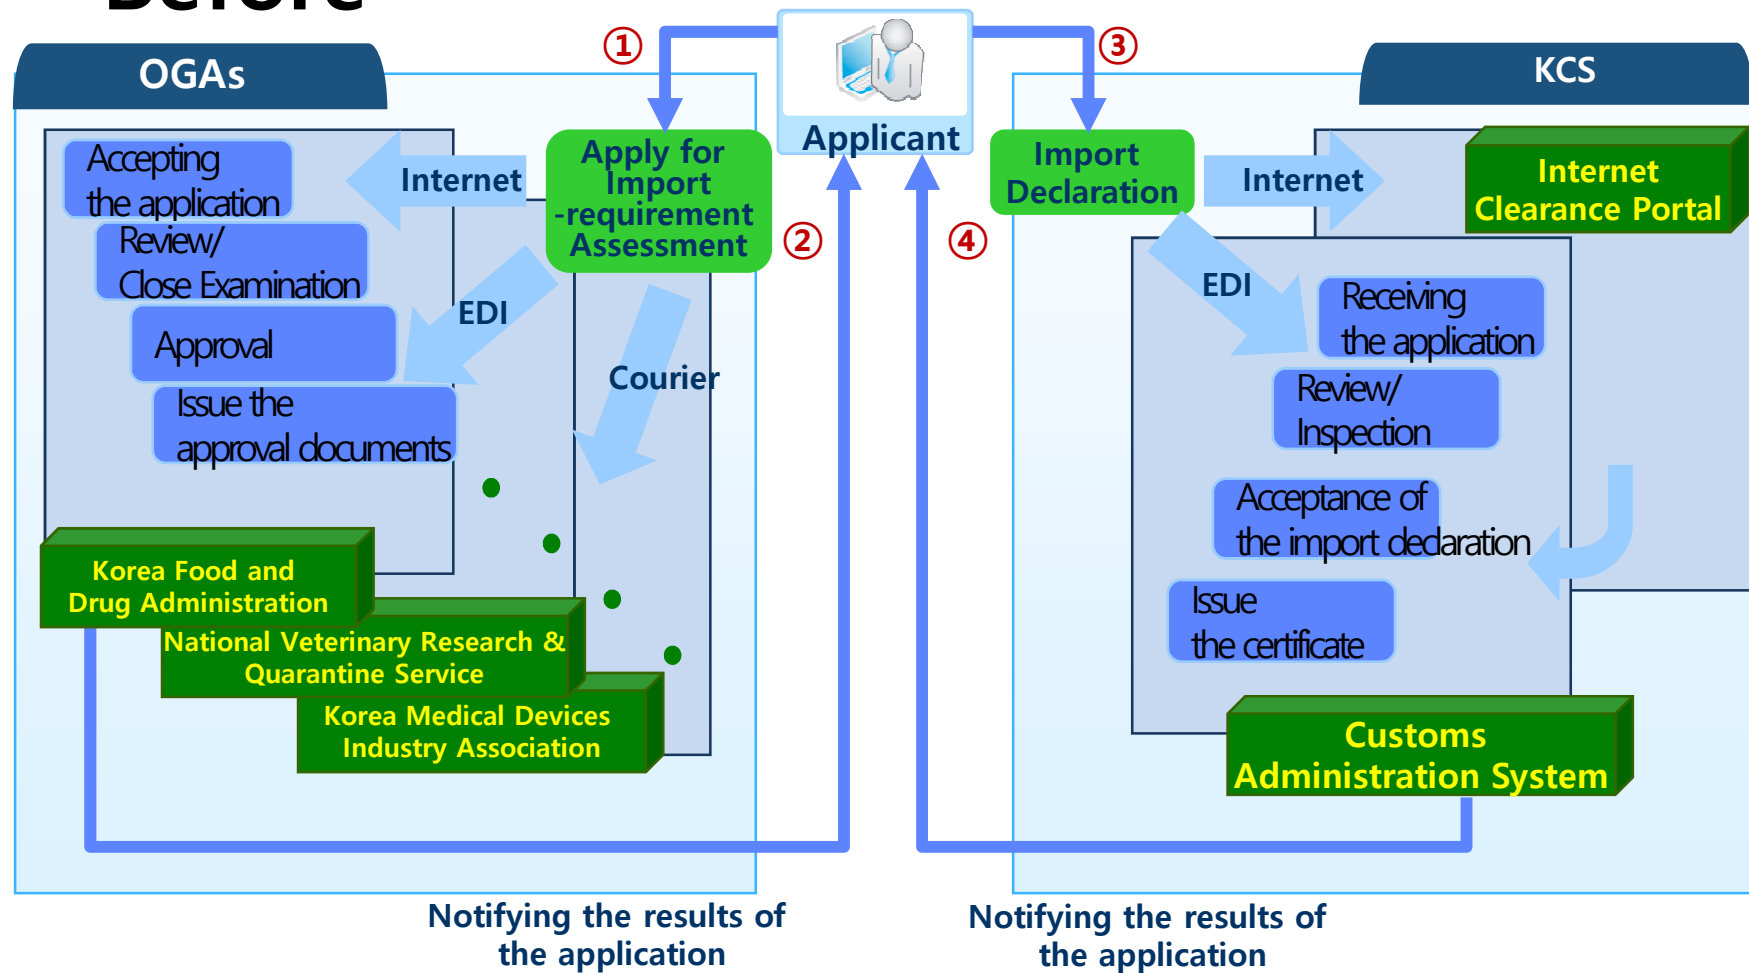 Before
①
③
OGAs
KCS
Applicant
Accepting
the application
Internet
Apply for
Import
-requirement
Assessment
Import
Declaration
Internet
Internet
Clearance Portal
Review/
Close Examination
②
④
EDI
EDI
Receiving
the application
Approval
Courier
Issue the
approval documents
Review/
Inspection
Acceptance of
the import declaration
Korea Food and
Drug Administration
Issue
the certificate
National Veterinary Research &
Quarantine Service
Korea Medical Devices
Industry Association
Customs
Administration System
Notifying the results of
the application
Notifying the results of
the application